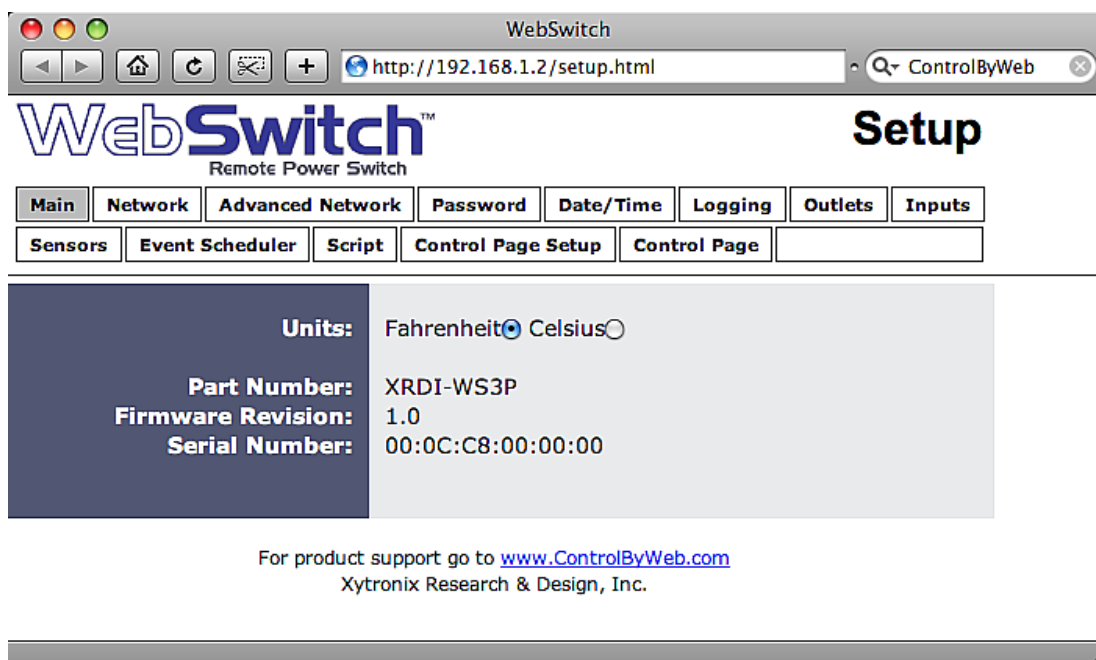 WebSwitch
http://192.168.1.2/setup.html ControlByWeb
WebSwitch™ Setup
Remote Power Switch
Main Network Advanced Network Password Date/Time Logging Outlets Inputs
Sensors Event Scheduler Script Control Page Setup Control Page
Units: Fahrenheit Celsius
Part Number: XRDI-WS3P
Firmware Revision: 1.0
Serial Number: 00:0C:C8:00:00:00
For product support go to www.ControlByWeb.com
Xytronix Research & Design, Inc.